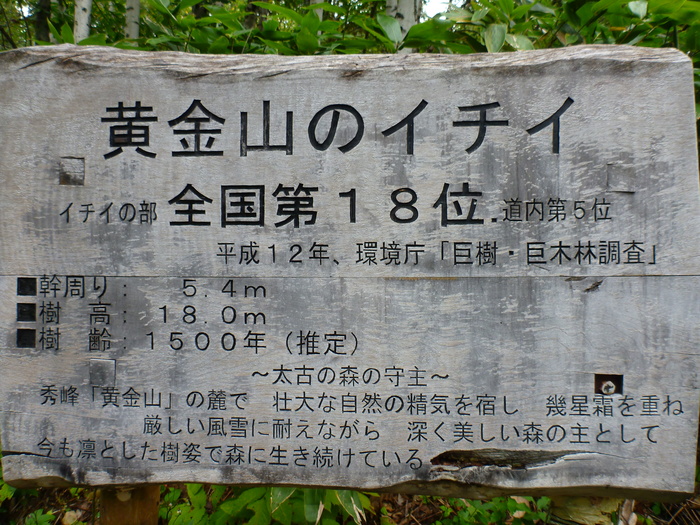 黄金山のイチイ
イチイの部 全国第18位.道内第5位
平成12年、環境庁「巨樹・巨木林調査」
■幹周り: 5.4m
■樹 高: 18.0m
■樹 齢: 1500年(推定)
~太古の森の守主~
秀峰「黄金山」の麓で 壮大な自然の精気を宿し 幾星霜を重ね
厳しい風雪に耐えながら 深く美しい森の主として
今も凛とした樹姿で森に生き続けている